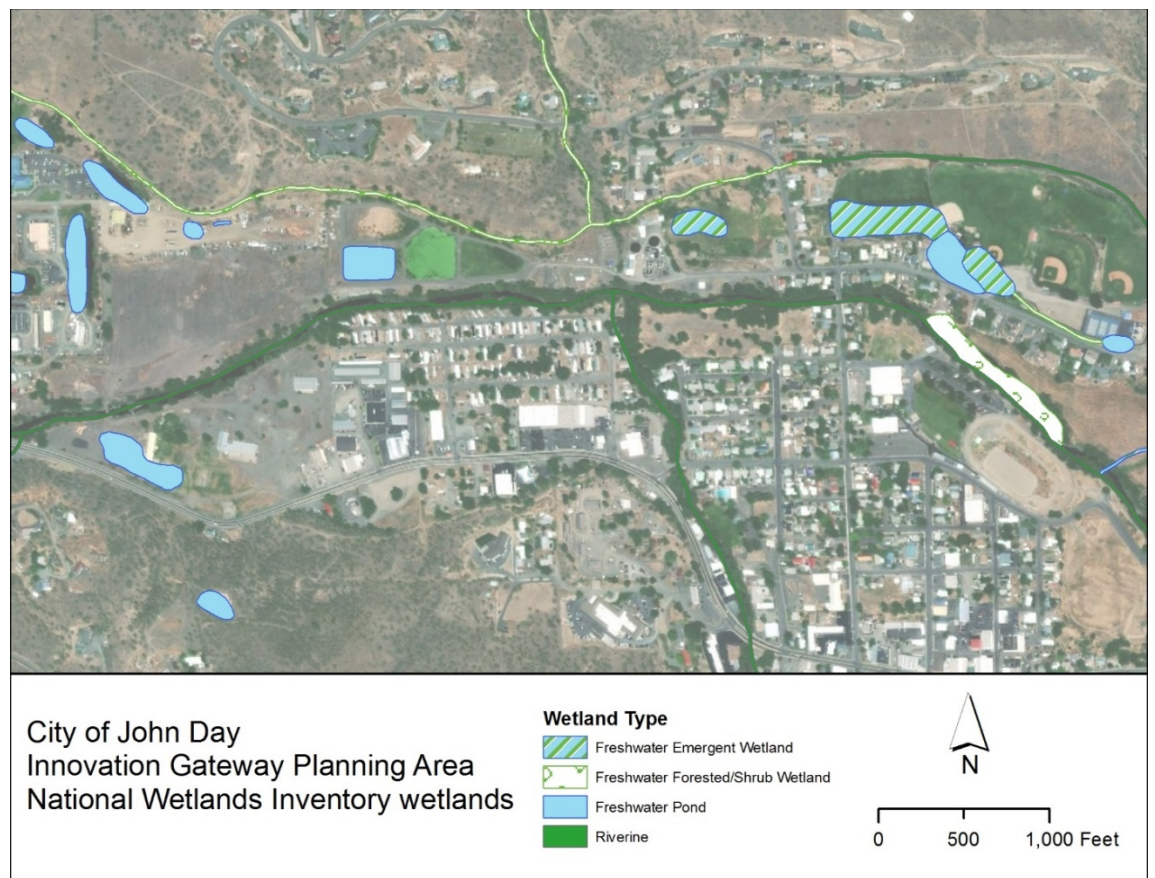 City of John Day
Innovation Gateway Planning Area
National Wetlands Inventory wetlands
Wetland Type
Freshwater Emergent Wetland
Freshwater Forested/Shrub Wetland
Freshwater Pond
Riverine
N
0 500 1,000 Feet